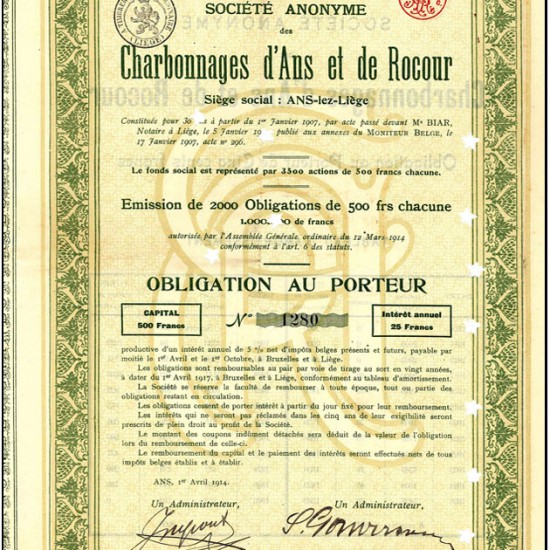 SOCIÉTÉ ANONYME
des
Charbonnages d'Ans et de Rocour
Siège social : ANS-lez-Liège
Constituée pour 30 à partir du 1er Janvier 1907, par acte passé devant Me BIAR,
Notaire à Liège, le 5 Janvier publié aux annexes du MONITEUR BELGE, le
17 Janvier 1907, acte no 296.
Le fonds social est représenté par 3500 actions de 500 francs chacune.
Emission de 2000 Obligations de 500 frs chacune
de francs
autorisée par l'Assemblée Générale ordinaire du 12 Mars 1914
conformément à l'art. 6 des statuts.
OBLIGATION AU PORTEUR
CAPITAL
500 Francs
No 1280
Intérêt annuel
25 Francs
productive d'un intérêt annuel de 5 % net d'impôts belges présents et futurs, payable par
moitié le 1er Avril et le 1er Octobre, à Bruxelles et à Liège.
Les obligations sont remboursables au pair par voie de tirage au sort en vingt années,
à dater du 1er Avril 1917, à Bruxelles et à Liège, conformément au tableau d'amortissement.
La Société se réserve la faculté de rembourser à toute époque, tout ou partie des
obligations restant en circulation.
Les obligations cessent de porter intérêt à partir du jour fixé pour leur remboursement.
Les intérêts qui ne seront pas réclamés dans les cinq ans de leur exigibilité seront
prescrits de plein droit au profit de la Société.
Le montant des coupons indûment détachés sera déduit de la valeur de l'obligation
lors du remboursement de celle-ci.
Le remboursement du capital et le paiement des intérêts seront effectués nets de tous
impôts belges établis et à établir.
ANS, 1er Avril 1914.
Un Administrateur,
Un Administrateur,